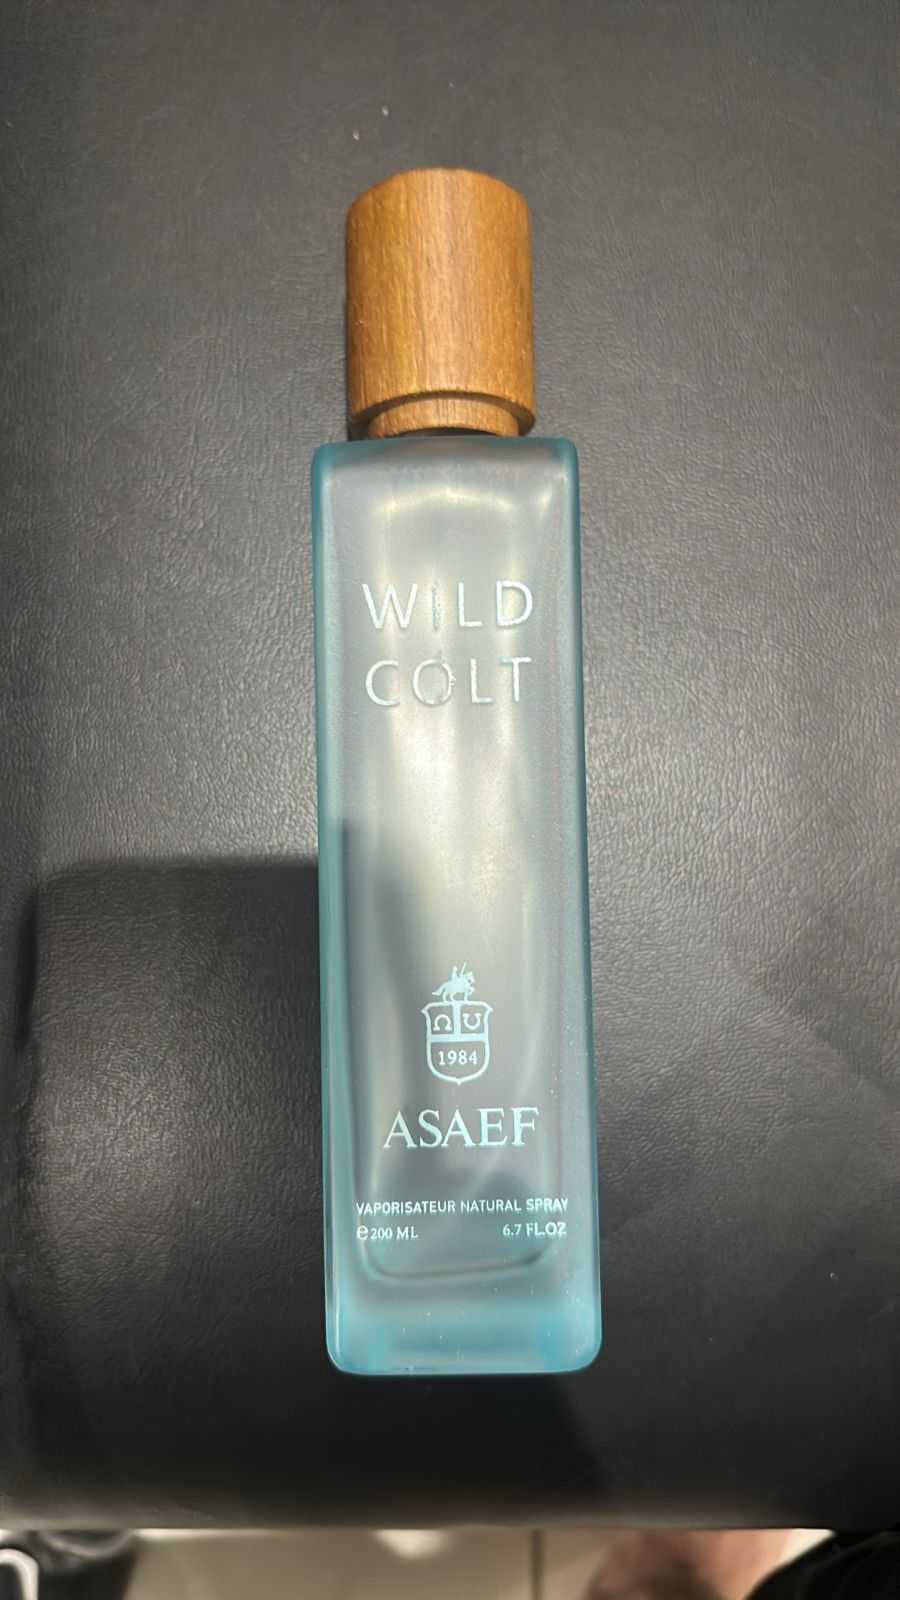 WILD
COLT
Ω Ʊ
1984
ASAEF
VAPORISATEUR NATURAL SPRAY
℮200 ML 6.7 FL.OZ